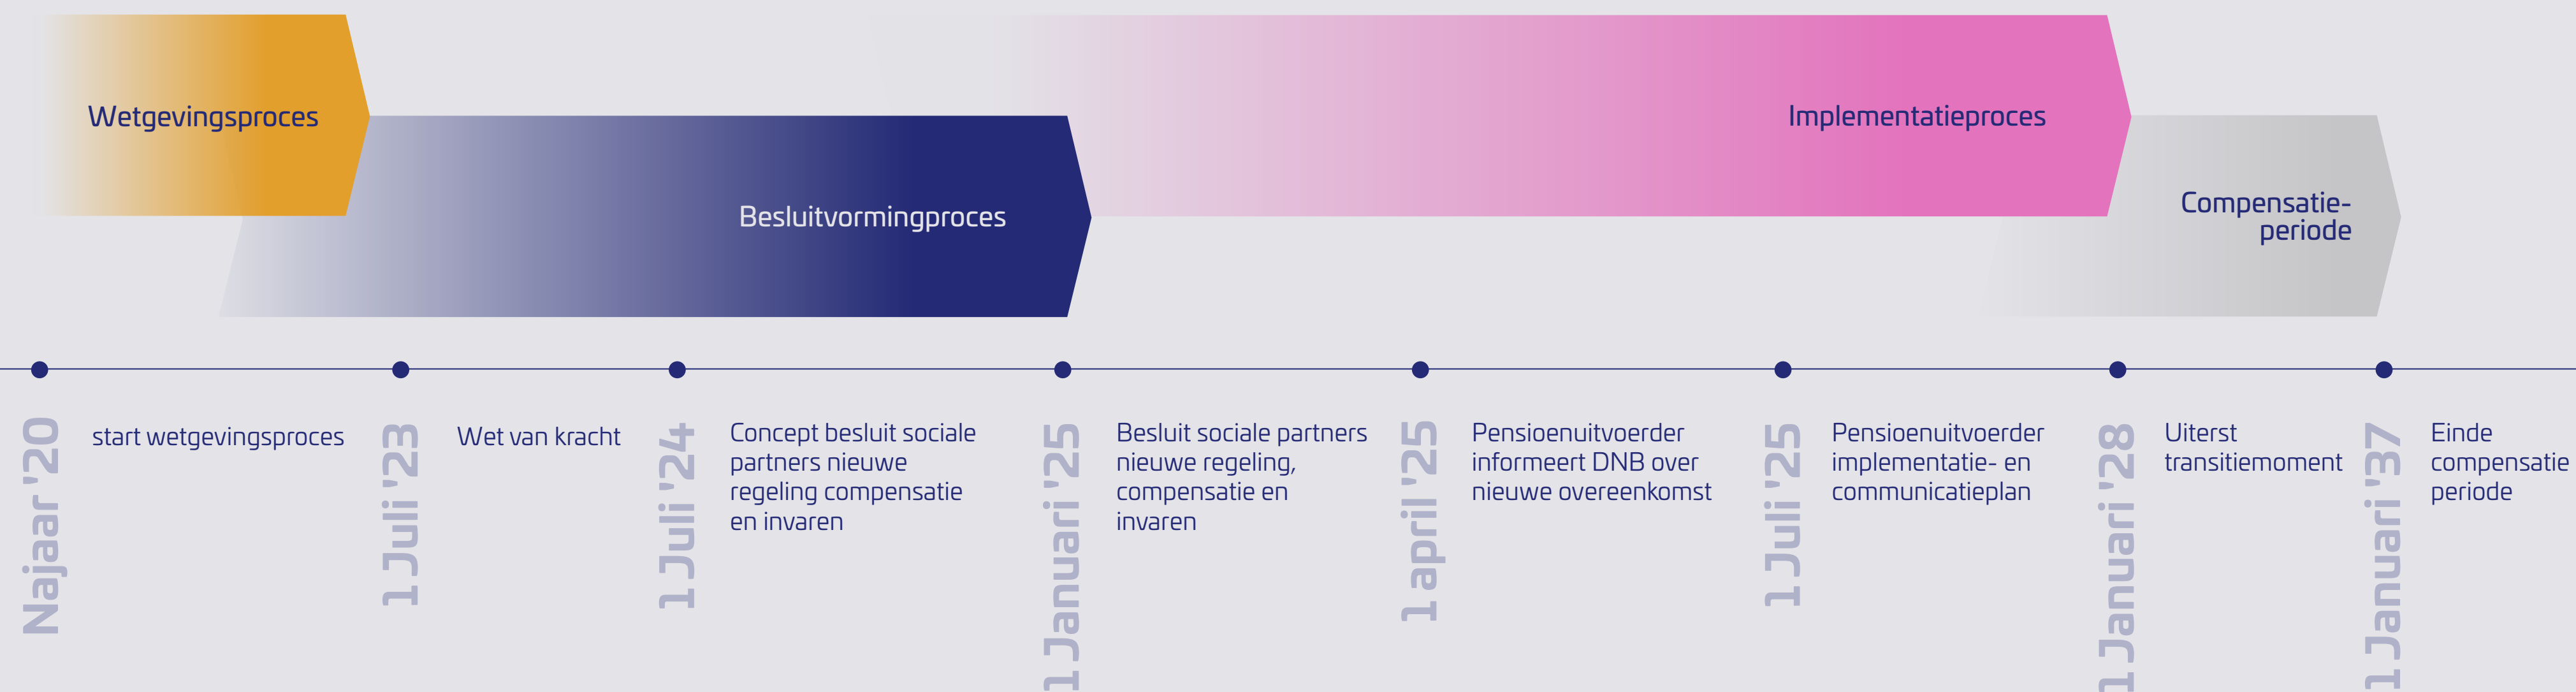 Wetgevingsproces
Besluitvormingproces
Implementatieproces
Compensatie-
periode
Najaar '20
start wetgevingsproces
1 Juli '23
Wet van kracht
1 Juli '24
Concept besluit sociale
partners nieuwe
regeling compensatie
en invaren
1 Januari '25
Besluit sociale partners
nieuwe regeling,
compensatie en
invaren
1 april '25
Pensioenuitvoerder
informeert DNB over
nieuwe overeenkomst
1 Juli '25
Pensioenuitvoerder
implementatie- en
communicatieplan
1 Januari '28
Uiterst
transitiemoment
1 Januari '37
Einde
compensatie
periode